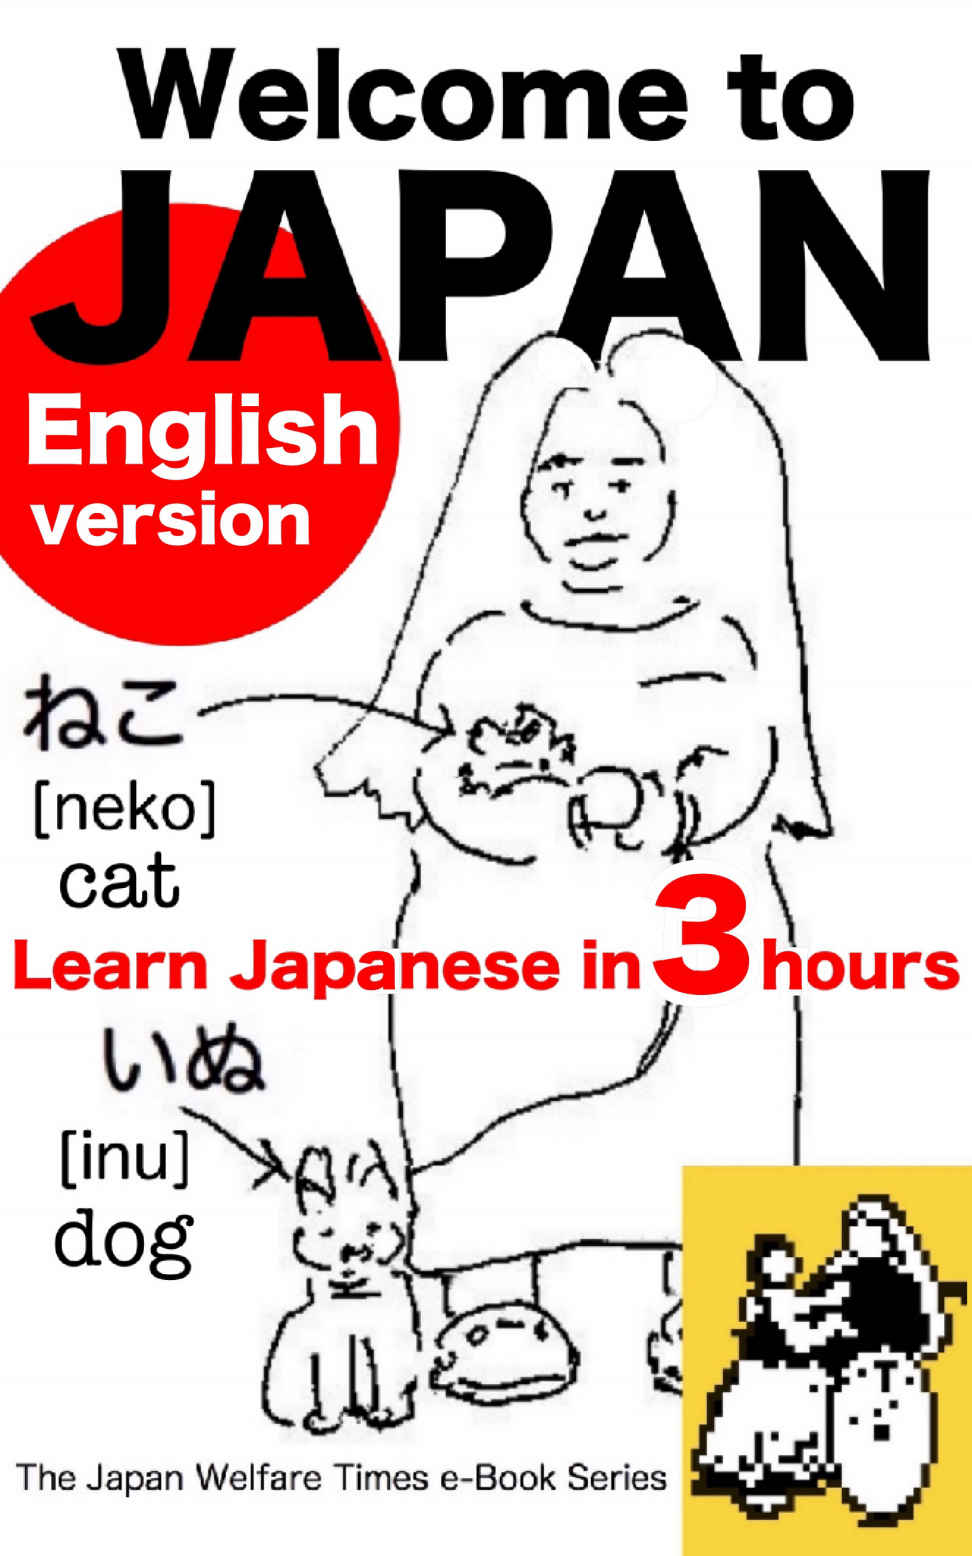 Welcome to
JAPAN
English
version
ねこ
[neko]
cat
Learn Japanese in 3 hours
いぬ
[inu]
dog
The Japan Welfare Times e-Book Series